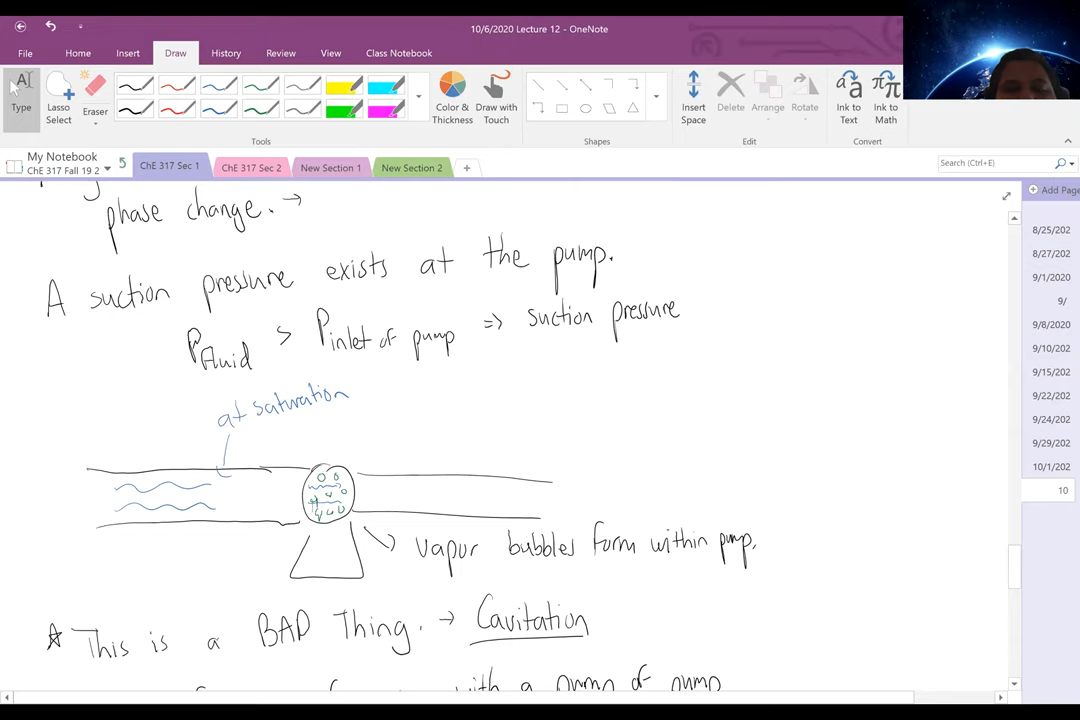 10/6/2020 Lecture 12 - OneNote
File Home Insert Draw History Review View Class Notebook
Type
Lasso Select
Eraser
Color & Thickness
Draw with Touch
Insert Space
Delete
Arrange
Rotate
Ink to Text
Ink to Math
Tools
Shapes
Edit
Convert
My Notebook
ChE 317 Fall 19 2
ChE 317 Sec 1
ChE 317 Sec 2
New Section 1
New Section 2
Search (Ctrl+E)
Add Page
8/25/202
8/27/202
9/1/2020
9/
9/8/2020
9/10/202
9/15/202
9/22/202
9/24/202
9/29/202
10/1/202
10
phase change. →
A suction pressure exists at the pump.
Pfluid > Pinlet of pump => suction pressure
at saturation
vapor bubbles form within pump.
☆ This is a BAD Thing. → Cavitation
with a pump of pump